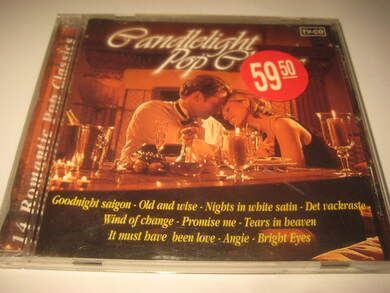 Candlelight
TV-CD
Pop
59 50
14 Romantic Pop Classics
Goodnight saigon - Old and wise - Nights in white satin - Det vackraste
Wind of change - Promise me - Tears in heaven
It must have been love - Angie - Bright Eyes